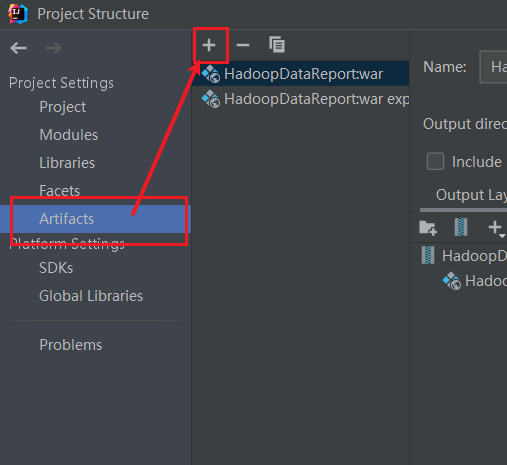 Project Structure
Project Settings
Project
Modules
Libraries
Facets
Artifacts
Platform Settings
SDKs
Global Libraries
Problems
HadoopDataReport:war
HadoopDataReport:war exp
Name:
Ha
Output direc
Include
Output Lay
HadoopD
Hadoo